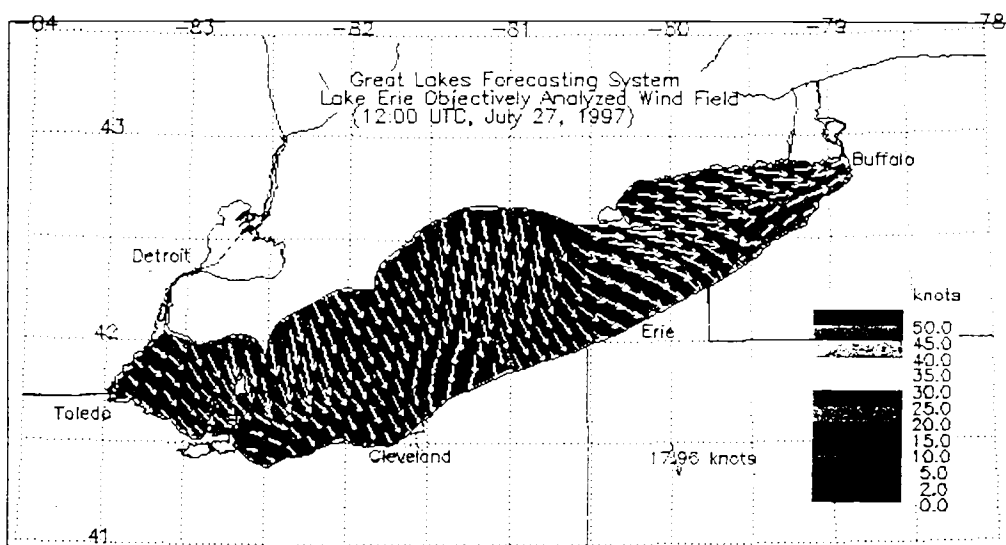 -84 -83 -82 -81 -80 -79 -78
Great Lakes Forecasting System
Lake Erie Objectively Analyzed Wind Field
(12:00 UTC, July 27, 1997)
43
Buffalo
Detroit
knots
42
Erie
50.0
45.0
40.0
35.0
30.0
25.0
20.0
15.0
10.0
5.0
2.0
0.0
Toledo
Cleveland
17.96 knots
41